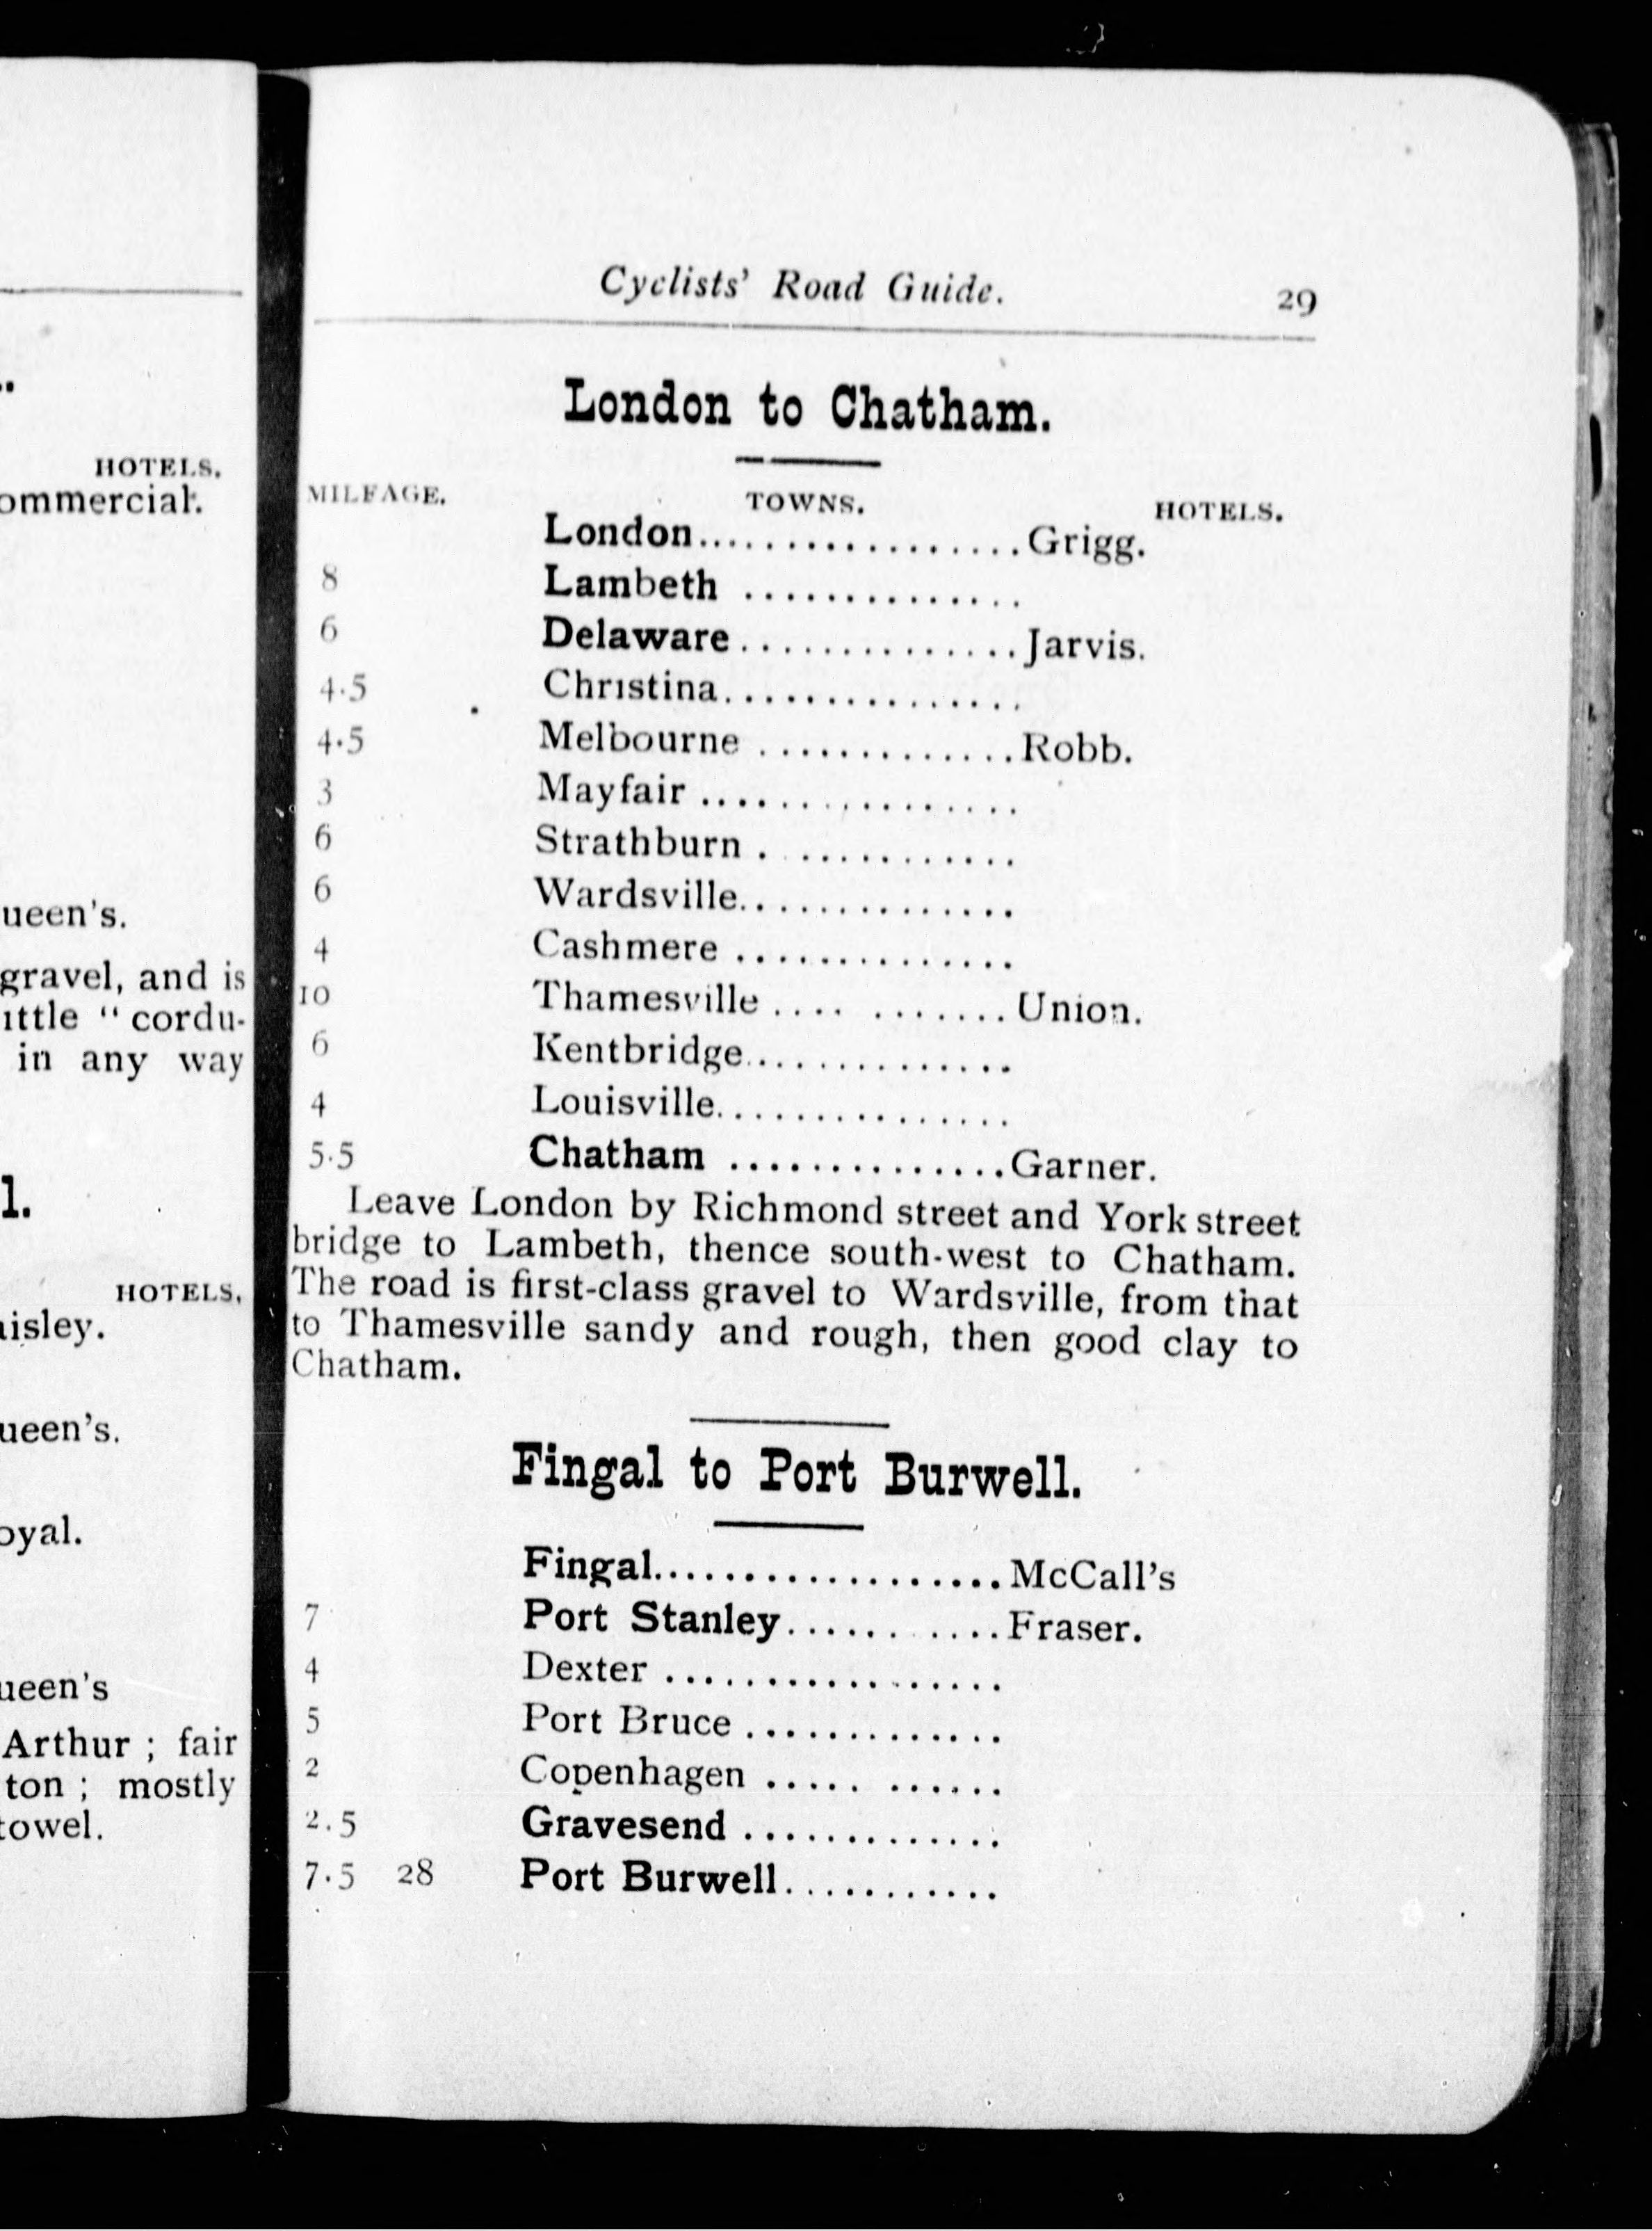 HOTELS.
ommercial.
ueen's.
gravel, and is
ittle "cordu-
in any way
l.
HOTELS.
isley.
ueen's.
oyal.
ueen's
Arthur ; fair
ton ; mostly
towel.
Cyclists' Road Guide. 29
London to Chatham.
MILEAGE. TOWNS. HOTELS.
London.................Grigg.
8 Lambeth ..............
6 Delaware..............Jarvis.
4.5 Christina...............
4.5 Melbourne .............Robb.
3 Mayfair ................
6 Strathburn . ............
6 Wardsville..............
4 Cashmere ..............
10 Thamesville .... .......Union.
6 Kentbridge..............
4 Louisville...............
5.5 Chatham ..............Garner.
Leave London by Richmond street and York street
bridge to Lambeth, thence south-west to Chatham.
The road is first-class gravel to Wardsville, from that
to Thamesville sandy and rough, then good clay to
Chatham.
Fingal to Port Burwell.
Fingal..................McCall's
7 Port Stanley...........Fraser.
4 Dexter .................
5 Port Bruce .............
2 Copenhagen ..... ......
2.5 Gravesend .............
7.5 28 Port Burwell...........